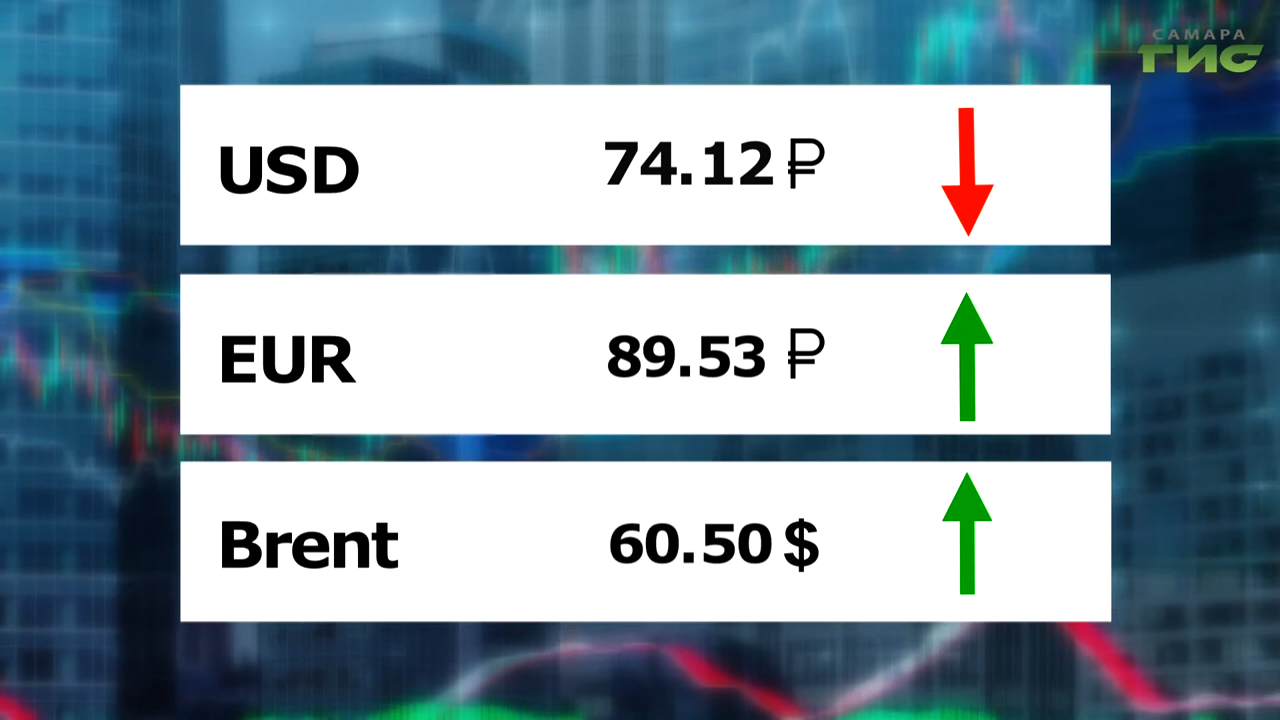 САМАРА
ГИС
USD 74.12 ₽
EUR 89.53 ₽
Brent 60.50 $